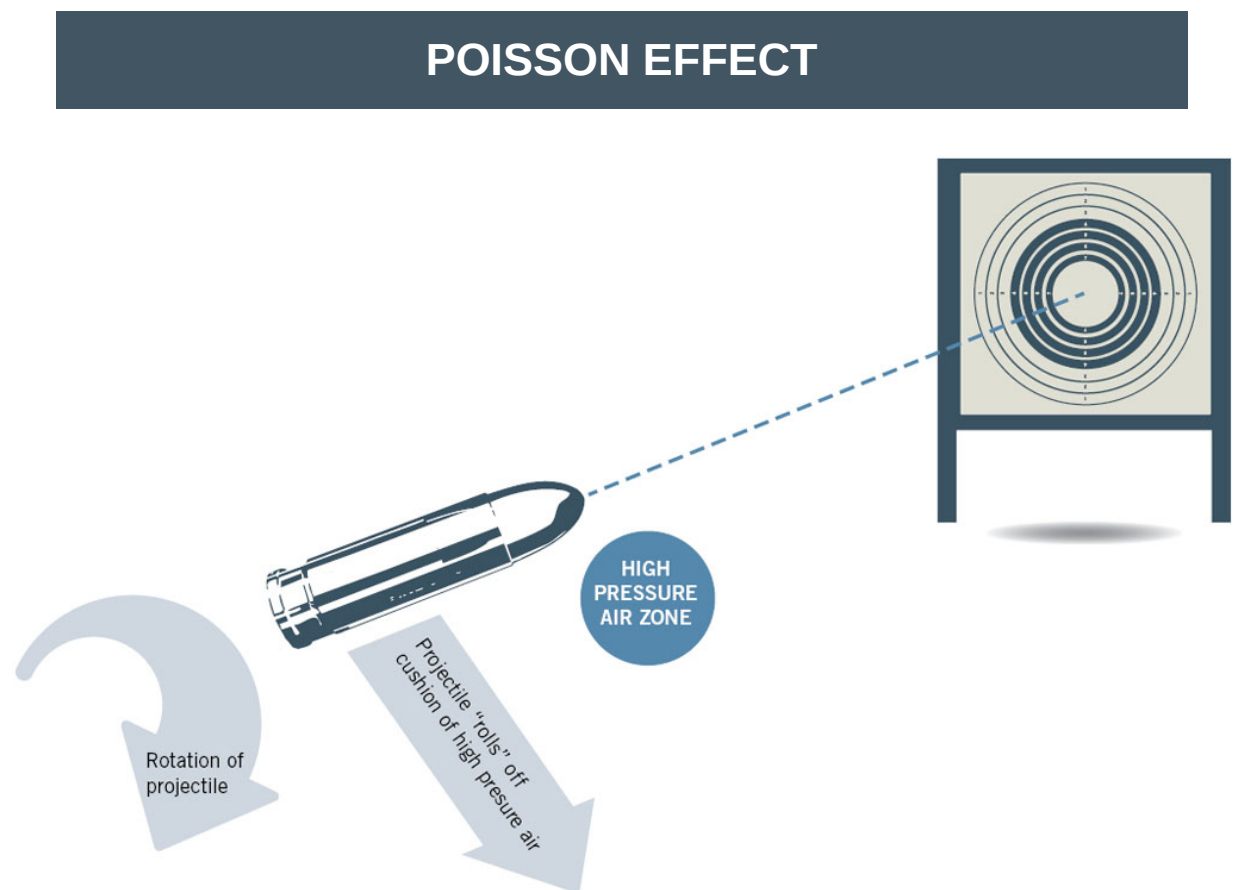 POISSON EFFECT
HIGH
PRESSURE
AIR ZONE
Projectile “rolls” off
cushion of high presure air
Rotation of
projectile